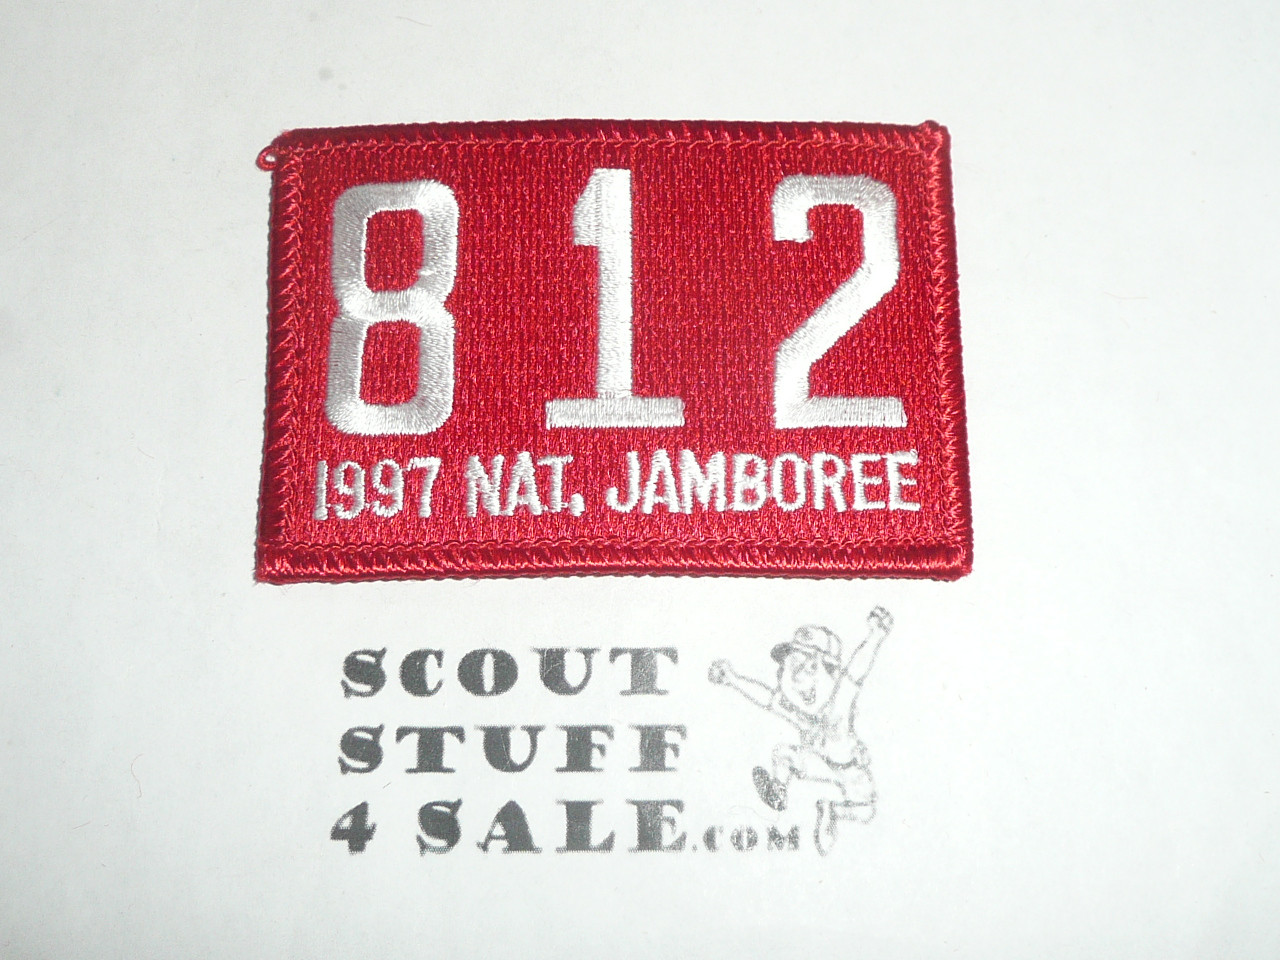 812
1997 NAT. JAMBOREE
SCOUT
STUFF
4 SALE.COM